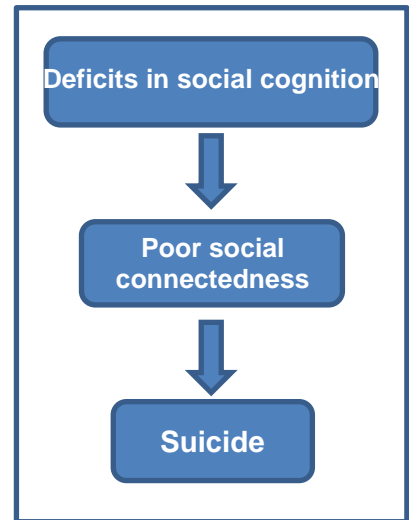 Deficits in social cognition
Poor social
connectedness
Suicide